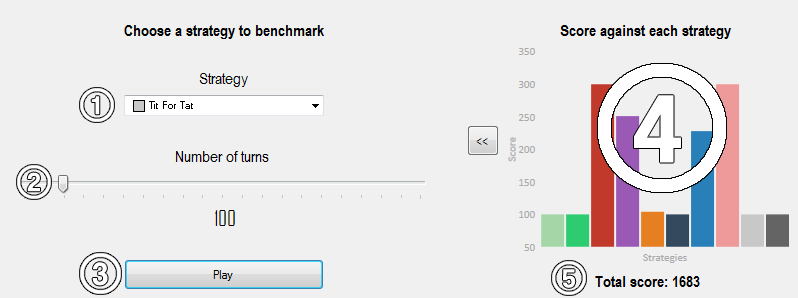 Choose a strategy to benchmark
Strategy
1
Tit For Tat
Number of turns
2
100
3
Play
<<
Score against each strategy
350
300
250
200
150
100
50
Score
4
Strategies
5
Total score: 1683